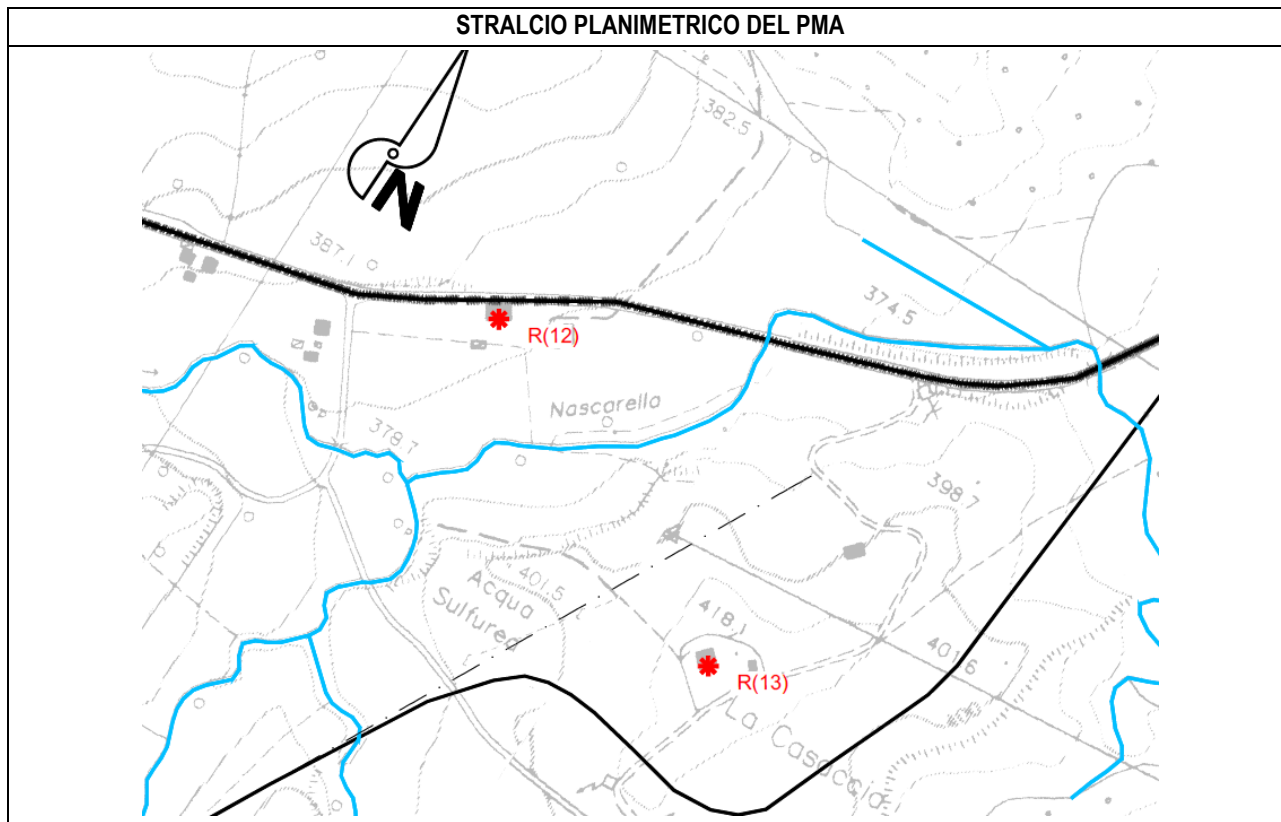 STRALCIO PLANIMETRICO DEL PMA
382.5
N
387.1
374.5
R(12)
Nascarella
378.7
398.7
401.5
Acqua
Sulfurea
418.1
401.6
R(13)
La Casaccia